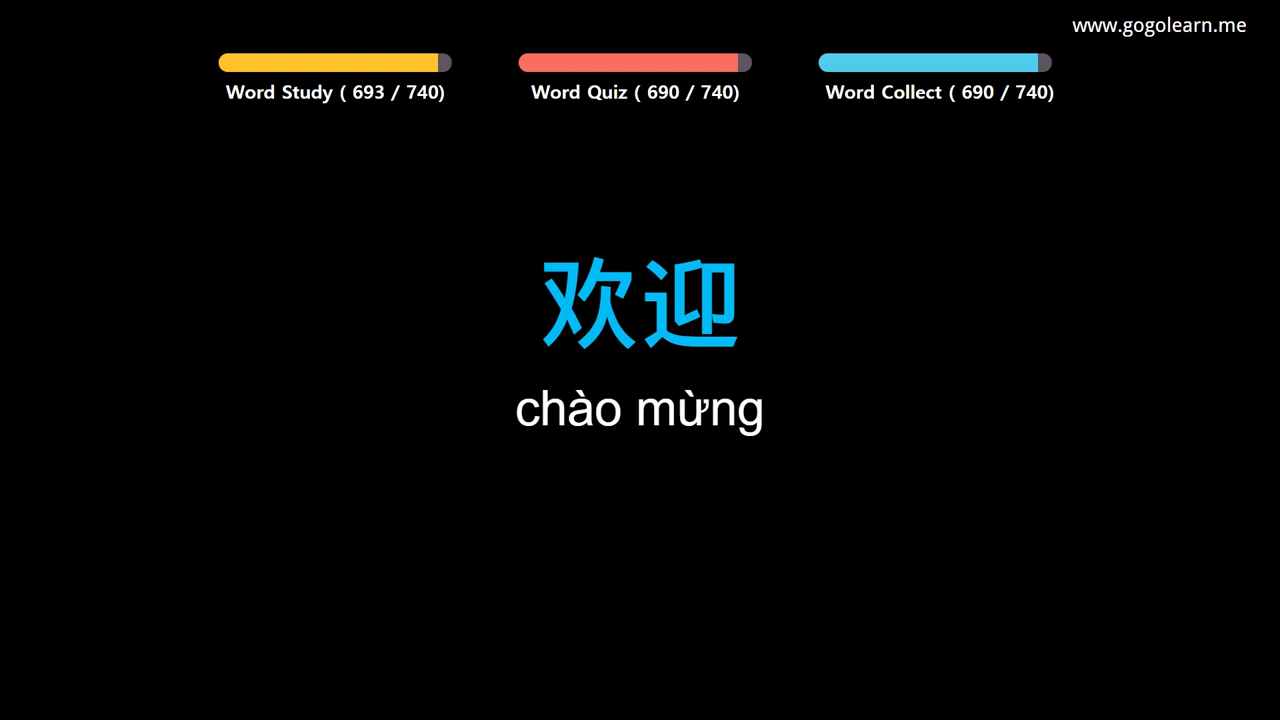 www.gogolearn.me
Word Study ( 693 / 740)
Word Quiz ( 690 / 740)
Word Collect ( 690 / 740)
欢迎
chào mừng